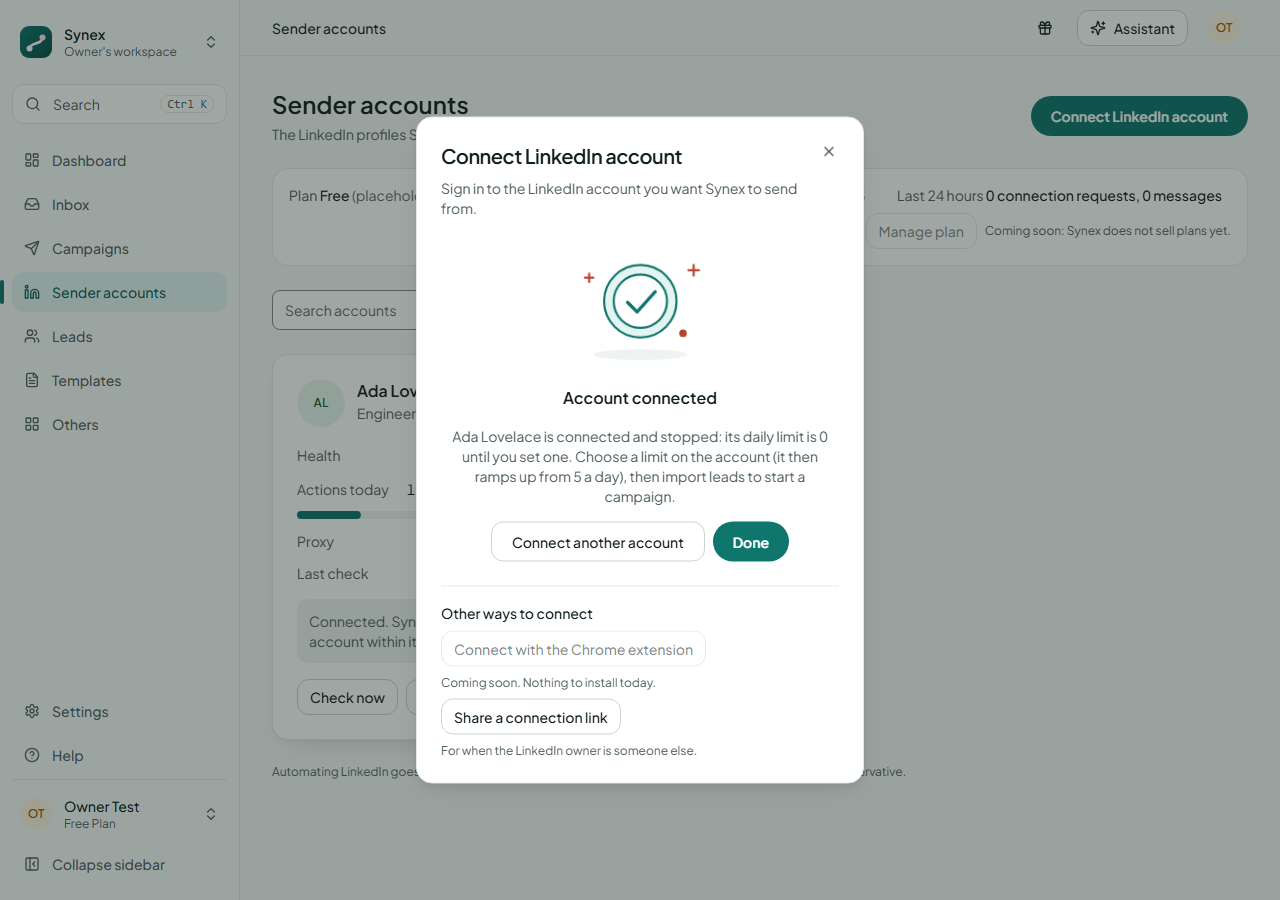 Synex
Owner's workspace
Search
Ctrl K
Dashboard
Inbox
Campaigns
Sender accounts
Leads
Templates
Others
Settings
Help
OT
Owner Test
Free Plan
Collapse sidebar
Sender accounts
Assistant
OT
Sender accounts
The LinkedIn profiles
Connect LinkedIn account
Plan Free
Last 24 hours 0 connection requests, 0 messages
Manage plan
Coming soon: Synex does not sell plans yet.
Search accounts
AL
Ada
Health
Actions today
Proxy
Last check
Connected.
account within
Check now
Automating LinkedIn
Connect LinkedIn account
Sign in to the LinkedIn account you want Synex to send
from.
Account connected
Ada Lovelace is connected and stopped: its daily limit is 0
until you set one. Choose a limit on the account (it then
ramps up from 5 a day), then import leads to start a
campaign.
Connect another account
Done
Other ways to connect
Connect with the Chrome extension
Coming soon. Nothing to install today.
Share a connection link
For when the LinkedIn owner is someone else.